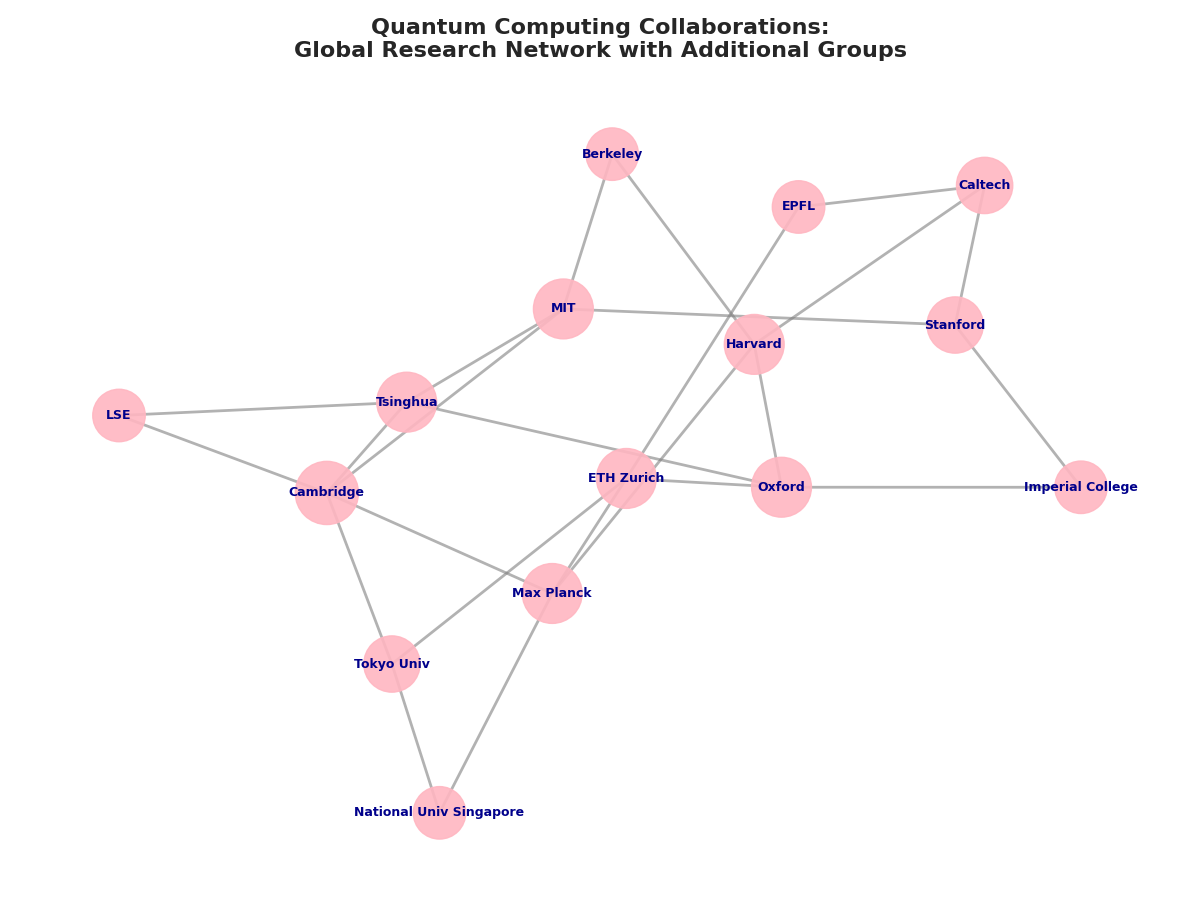 Quantum Computing Collaborations:
Global Research Network with Additional Groups
Berkeley
Caltech
EPFL
MIT
Stanford
Harvard
Tsinghua
LSE
ETH Zurich
Oxford
Imperial College
Cambridge
Max Planck
Tokyo Univ
National Univ Singapore